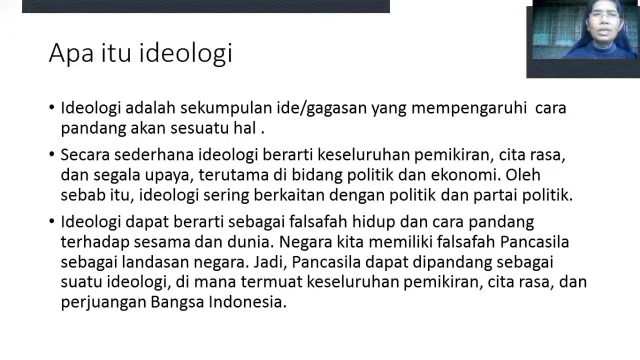 Apa itu ideologi
• Ideologi adalah sekumpulan ide/gagasan yang mempengaruhi cara
pandang akan sesuatu hal .
• Secara sederhana ideologi berarti keseluruhan pemikiran, cita rasa,
dan segala upaya, terutama di bidang politik dan ekonomi. Oleh
sebab itu, ideologi sering berkaitan dengan politik dan partai politik.
• Ideologi dapat berarti sebagai falsafah hidup dan cara pandang
terhadap sesama dan dunia. Negara kita memiliki falsafah Pancasila
sebagai landasan negara. Jadi, Pancasila dapat dipandang sebagai
suatu ideologi, di mana termuat keseluruhan pemikiran, cita rasa, dan
perjuangan Bangsa Indonesia.